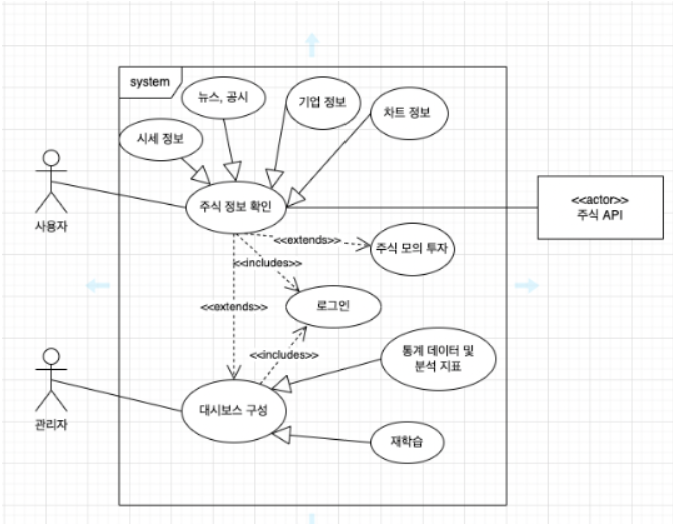 system
뉴스, 공시
기업 정보
차트 정보
시세 정보
사용자
주식 정보 확인
<<actor>>
주식 API
<<extends>>
주식 모의 투자
<<includes>>
<<extends>>
로그인
<<includes>>
통계 데이터 및
분석 지표
관리자
대시보스 구성
재학습